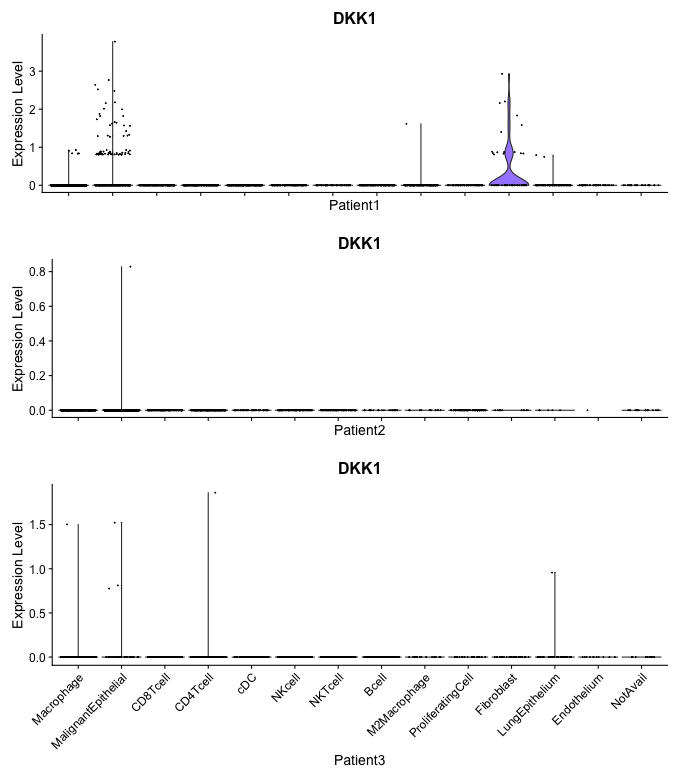 DKK1
Expression Level
3
2
1
0
Patient1
DKK1
Expression Level
0.8
0.6
0.4
0.2
0.0
Patient2
DKK1
Expression Level
1.5
1.0
0.5
0.0
Macrophage
MalignantEpithelial
CD8Tcell
CD4Tcell
cDC
NKcell
NKTcell
Bcell
M2Macrophage
ProliferatingCell
Fibroblast
LungEpithelium
Endothelium
NotAvail
Patient3